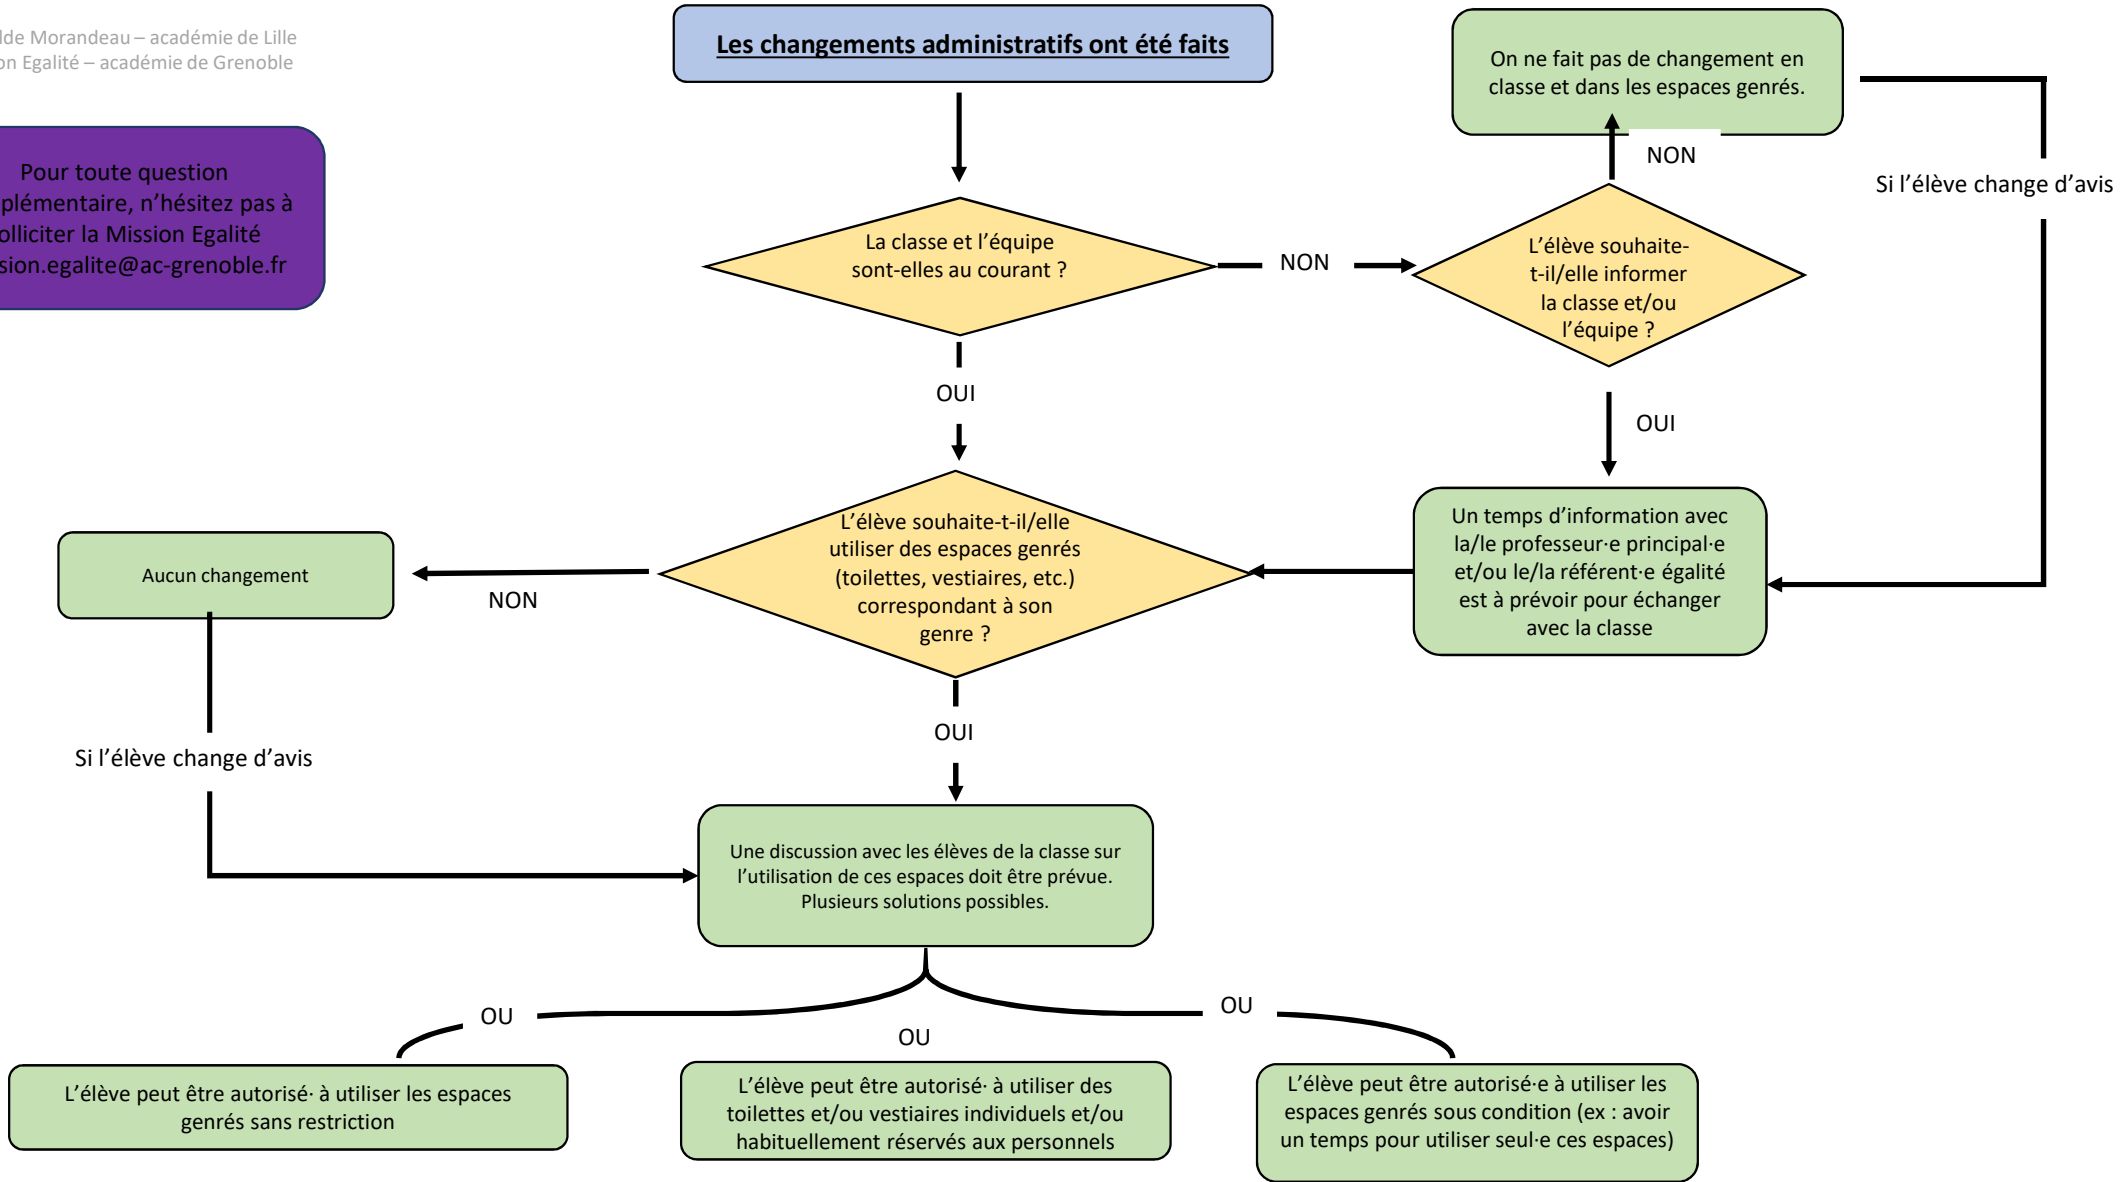 lde Morandeau – académie de Lille
on Egalité – académie de Grenoble
Les changements administratifs ont été faits
On ne fait pas de changement en
classe et dans les espaces genrés.
Pour toute question
plémentaire, n'hésitez pas à
olliciter la Mission Egalité
sion.egalite@ac-grenoble.fr
NON
Si l'élève change d'avis
La classe et l'équipe
sont-elles au courant ?
NON
L'élève souhaite-
t-il/elle informer
la classe et/ou
l'équipe ?
OUI
OUI
L'élève souhaite-t-il/elle
utiliser des espaces genrés
(toilettes, vestiaires, etc.)
correspondant à son
genre ?
Un temps d'information avec
la/le professeur·e principal·e
et/ou le/la référent·e égalité
est à prévoir pour échanger
avec la classe
Aucun changement
NON
OUI
Si l'élève change d'avis
Une discussion avec les élèves de la classe sur
l'utilisation de ces espaces doit être prévue.
Plusieurs solutions possibles.
OU
OU
OU
L'élève peut être autorisé· à utiliser les espaces
genrés sans restriction
L'élève peut être autorisé· à utiliser des
toilettes et/ou vestiaires individuels et/ou
habituellement réservés aux personnels
L'élève peut être autorisé·e à utiliser les
espaces genrés sous condition (ex : avoir
un temps pour utiliser seul·e ces espaces)